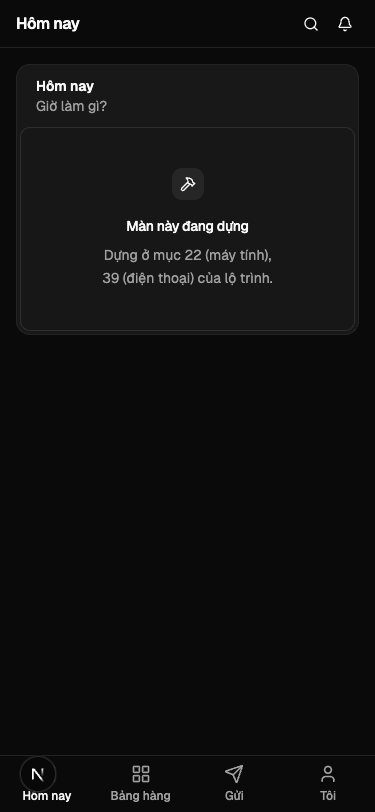 Hôm nay
Hôm nay
Giờ làm gì?
Màn này đang dựng
Dựng ở mục 22 (máy tính),
39 (điện thoại) của lộ trình.
N
Hôm nay
Bảng hàng
Gửi
Tôi